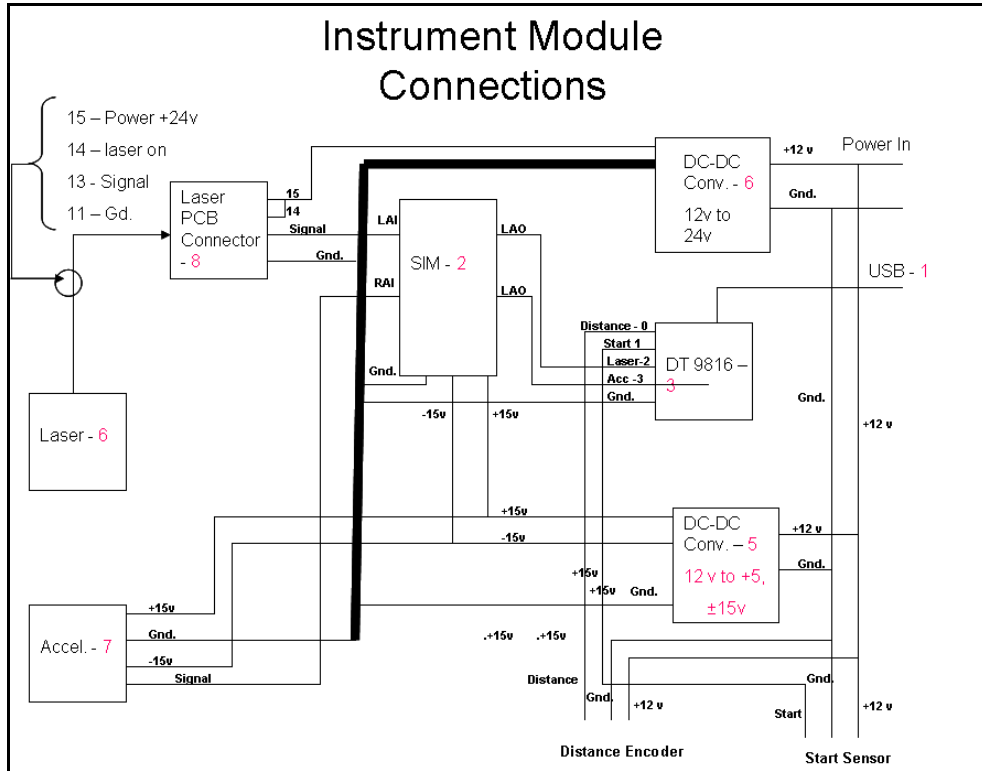 Instrument Module
Connections
15 – Power +24v
14 – laser on
13 - Signal
11 – Gd.
Laser
PCB
Connector
- 8
15
14
Signal
Gnd.
LAI
RAI
SIM - 2
LAO
LAO
Gnd.
-15v
+15v
DC-DC
Conv. - 6
12v to
24v
+12 v
Power In
Gnd.
USB - 1
Distance - 0
Start 1
Laser-2
Acc -3
Gnd.
DT 9816 –
3
Gnd.
+12 v
Laser - 6
+15v
-15v
DC-DC
Conv. – 5
12 v to +5,
±15v
+12 v
Gnd.
+15v
+15v
Gnd.
.+15v
.+15v
Accel. - 7
+15v
Gnd.
-15v
Signal
Distance
Gnd.
+12 v
Gnd.
Start
+12 v
Distance Encoder
Start Sensor